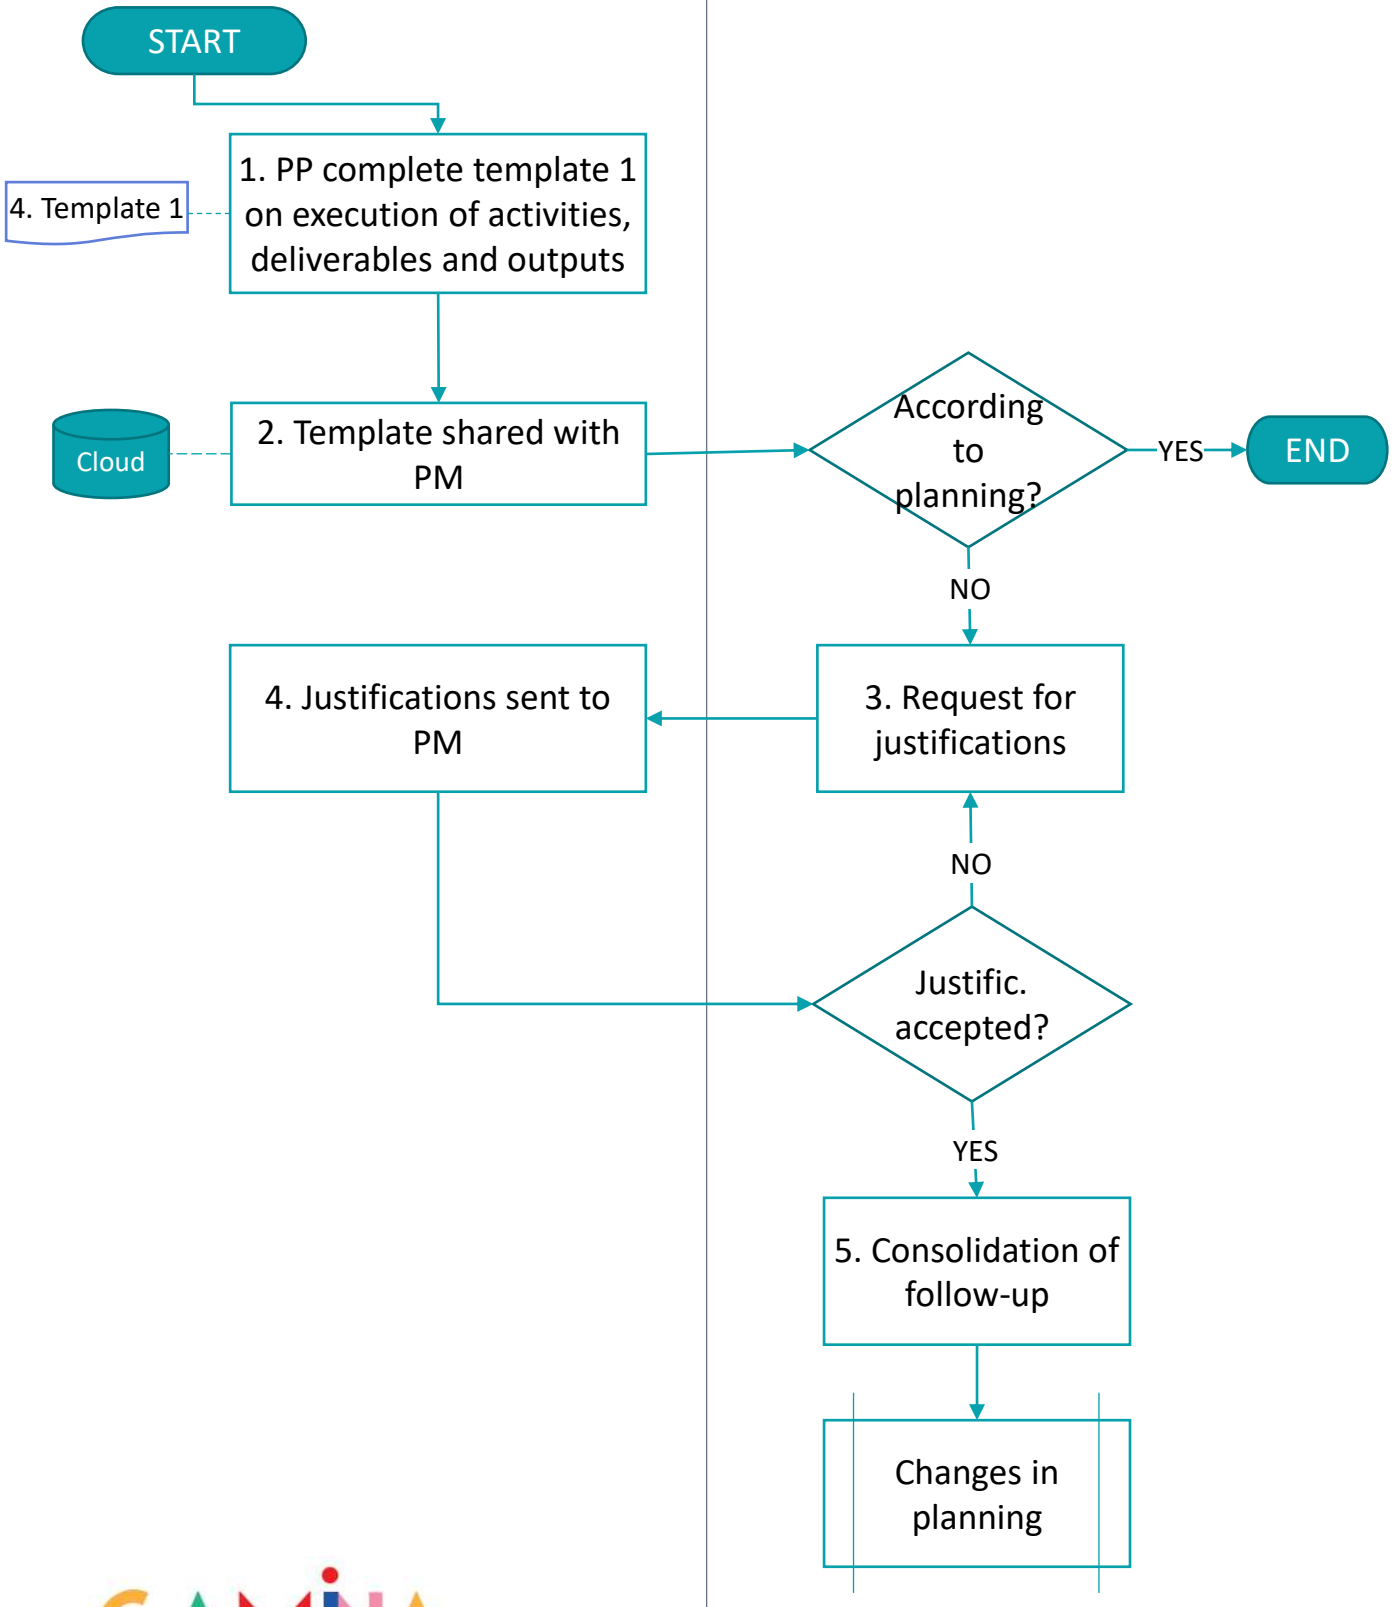 START
1. PP complete template 1
on execution of activities,
deliverables and outputs
4. Template 1
2. Template shared with
PM
Cloud
According
to
planning?
YES
END
NO
4. Justifications sent to
PM
3. Request for
justifications
NO
Justific.
accepted?
YES
5. Consolidation of
follow-up
Changes in
planning